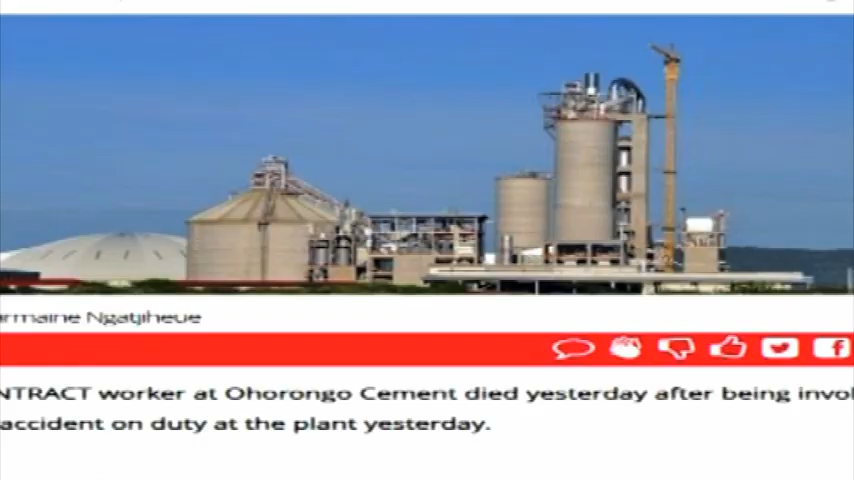 rmaine Ngatjiheue
NTRACT worker at Ohorongo Cement died yesterday after being invol
accident on duty at the plant yesterday.